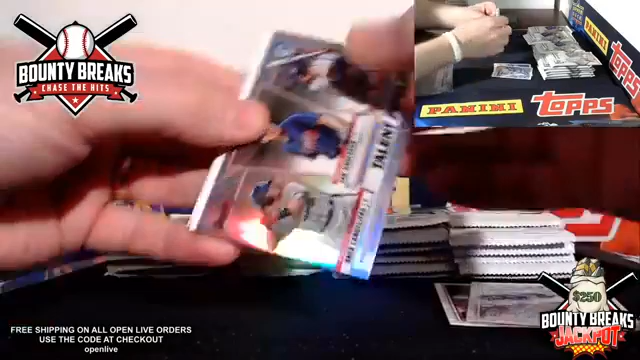 BOUNTY BREAKS
CHASE THE HITS
PANINI
topps
PANINI
topps
TALENT
$250
BOUNTY BREAKS
JACKPOT
FREE SHIPPING ON ALL OPEN LIVE ORDERS
USE THE CODE AT CHECKOUT
openlive